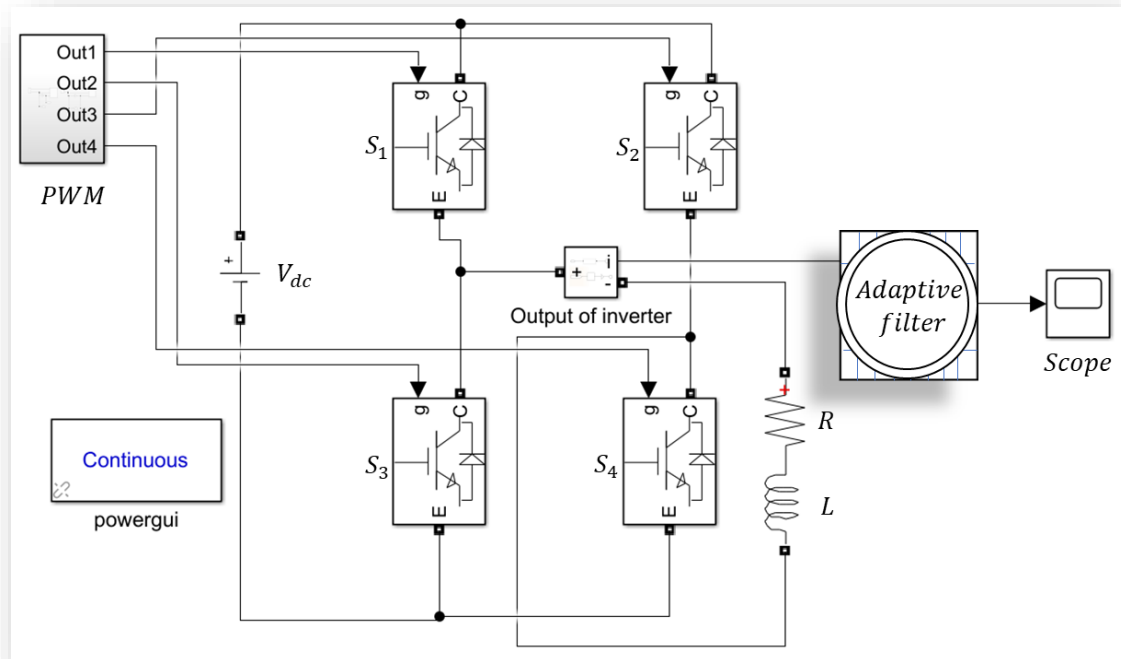 Out1
Out2
Out3
Out4
PWM
g
C
E
S1
g
C
E
S2
+
Vdc
+
i
-
Output of inverter
Adaptive
filter
Scope
g
C
E
S3
g
C
E
S4
+
R
L
Continuous
powergui